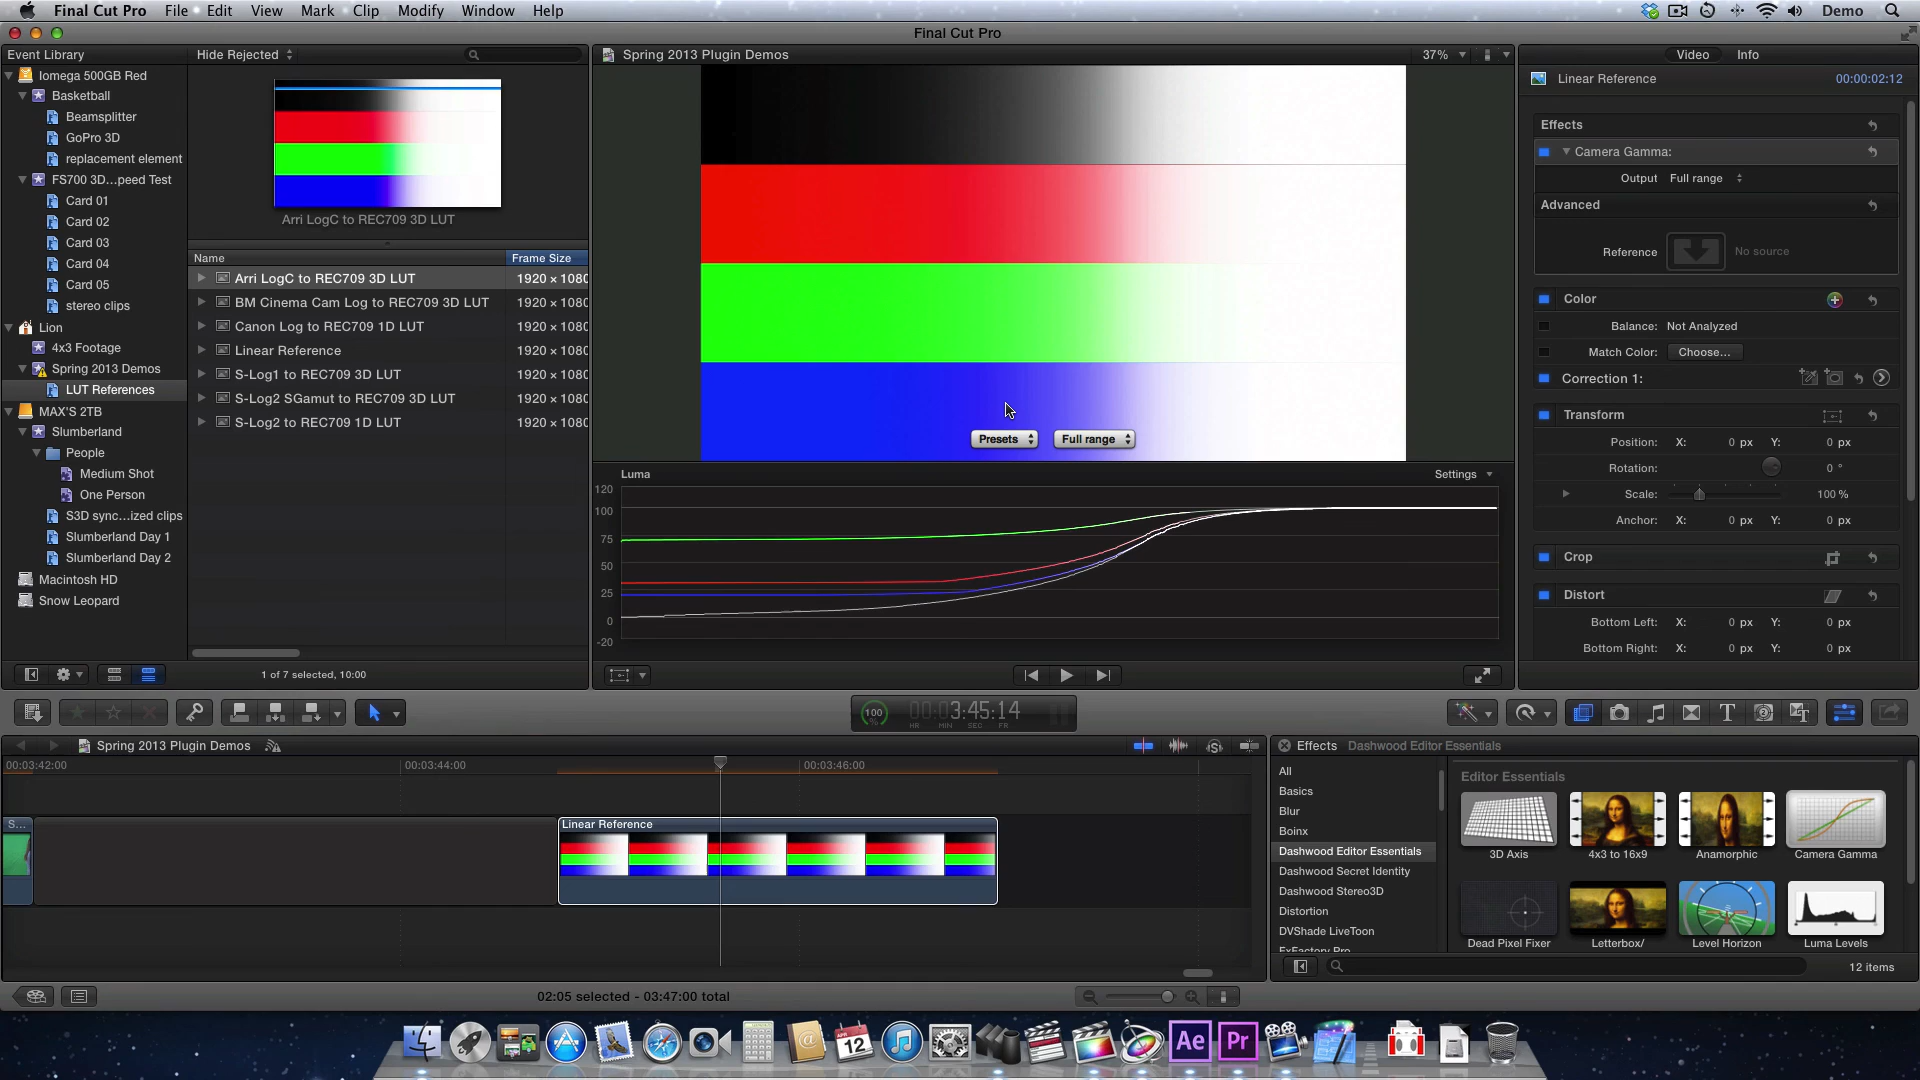 Final Cut Pro File Edit View Mark Clip Modify Window Help Demo
Final Cut Pro
Event Library
Iomega 500GB Red
Basketball
Beamsplitter
GoPro 3D
replacement element
FS700 3D...peed Test
Card 01
Card 02
Card 03
Card 04
Card 05
stereo clips
Lion
4x3 Footage
Spring 2013 Demos
LUT References
MAX'S 2TB
Slumberland
People
Medium Shot
One Person
S3D sync...ized clips
Slumberland Day 1
Slumberland Day 2
Macintosh HD
Snow Leopard
Hide Rejected
Arri LogC to REC709 3D LUT
Name Frame Size
Arri LogC to REC709 3D LUT 1920 × 1080
BM Cinema Cam Log to REC709 3D LUT 1920 × 1080
Canon Log to REC709 1D LUT 1920 × 1080
Linear Reference 1920 × 1080
S-Log1 to REC709 3D LUT 1920 × 1080
S-Log2 SGamut to REC709 3D LUT 1920 × 1080
S-Log2 to REC709 1D LUT 1920 × 1080
1 of 7 selected, 10:00
Spring 2013 Plugin Demos 37%
Presets Full range
Luma Settings
120
100
75
50
25
0
-20
Video Info
Linear Reference 00:00:02:12
Effects
Camera Gamma:
Output Full range
Advanced
Reference No source
Color
Balance: Not Analyzed
Match Color: Choose...
Correction 1:
Transform
Position: X: 0 px Y: 0 px
Rotation: 0 °
Scale: 100 %
Anchor: X: 0 px Y: 0 px
Crop
Distort
Bottom Left: X: 0 px Y: 0 px
Bottom Right: X: 0 px Y: 0 px
100 % 00:03:45:14
HR MIN SEC FR
Spring 2013 Plugin Demos
00:03:42:00 00:03:44:00 00:03:46:00
S...
Linear Reference
02:05 selected - 03:47:00 total
Effects Dashwood Editor Essentials
All
Basics
Blur
Boinx
Dashwood Editor Essentials
Dashwood Secret Identity
Dashwood Stereo3D
Distortion
DVShade LiveToon
FxFactory Pro
Editor Essentials
3D Axis 4x3 to 16x9 Anamorphic Camera Gamma
Dead Pixel Fixer Letterbox/ Level Horizon Luma Levels
12 items
APR 12 Ae Pr